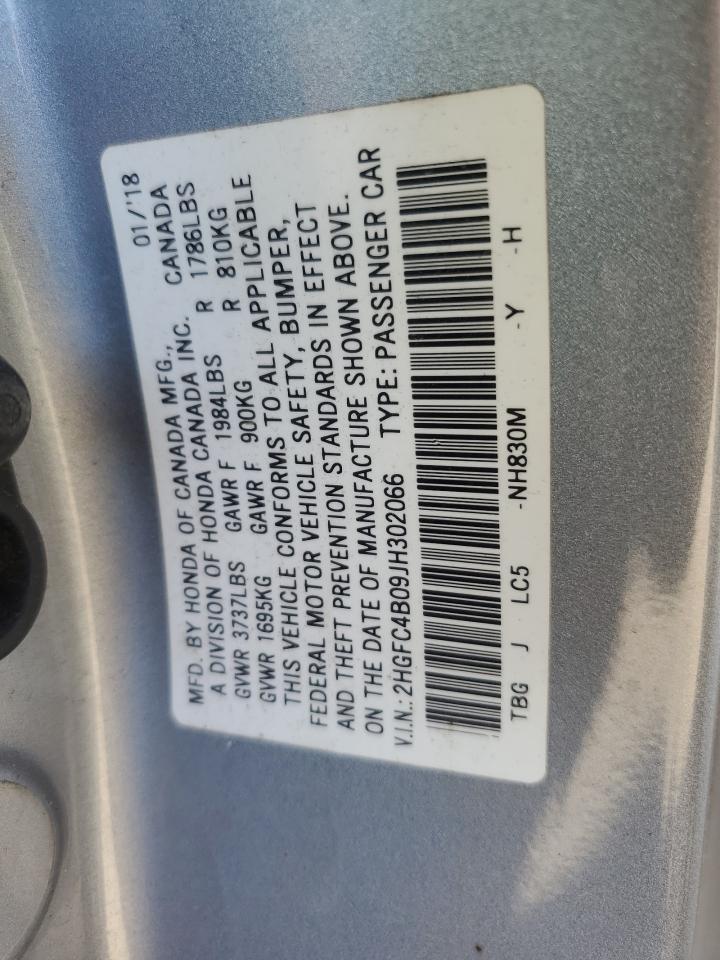 MFD. BY HONDA OF CANADA MFG., 01/'18
A DIVISION OF HONDA CANADA INC. CANADA
GVWR 3737LBS GAWR F 1984LBS R 1786LBS
GVWR 1695KG GAWR F 900KG R 810KG
THIS VEHICLE CONFORMS TO ALL APPLICABLE
FEDERAL MOTOR VEHICLE SAFETY, BUMPER,
AND THEFT PREVENTION STANDARDS IN EFFECT
ON THE DATE OF MANUFACTURE SHOWN ABOVE.
V.I.N.: 2HGFC4B09JH302066 TYPE: PASSENGER CAR
TBG J LC5 -NH830M -Y -H